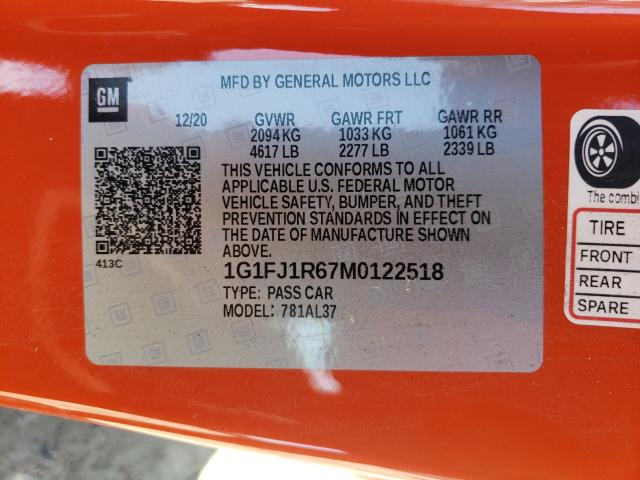 MFD BY GENERAL MOTORS LLC
GM
12/20 GVWR GAWR FRT GAWR RR
2094 KG 1033 KG 1061 KG
4617 LB 2277 LB 2339 LB
THIS VEHICLE CONFORMS TO ALL
APPLICABLE U.S. FEDERAL MOTOR
VEHICLE SAFETY, BUMPER, AND THEFT
PREVENTION STANDARDS IN EFFECT ON
THE DATE OF MANUFACTURE SHOWN
ABOVE.
413C
1G1FJ1R67M0122518
TYPE: PASS CAR
MODEL: 781AL37
The
TIRE
FRONT
REAR
SPARE